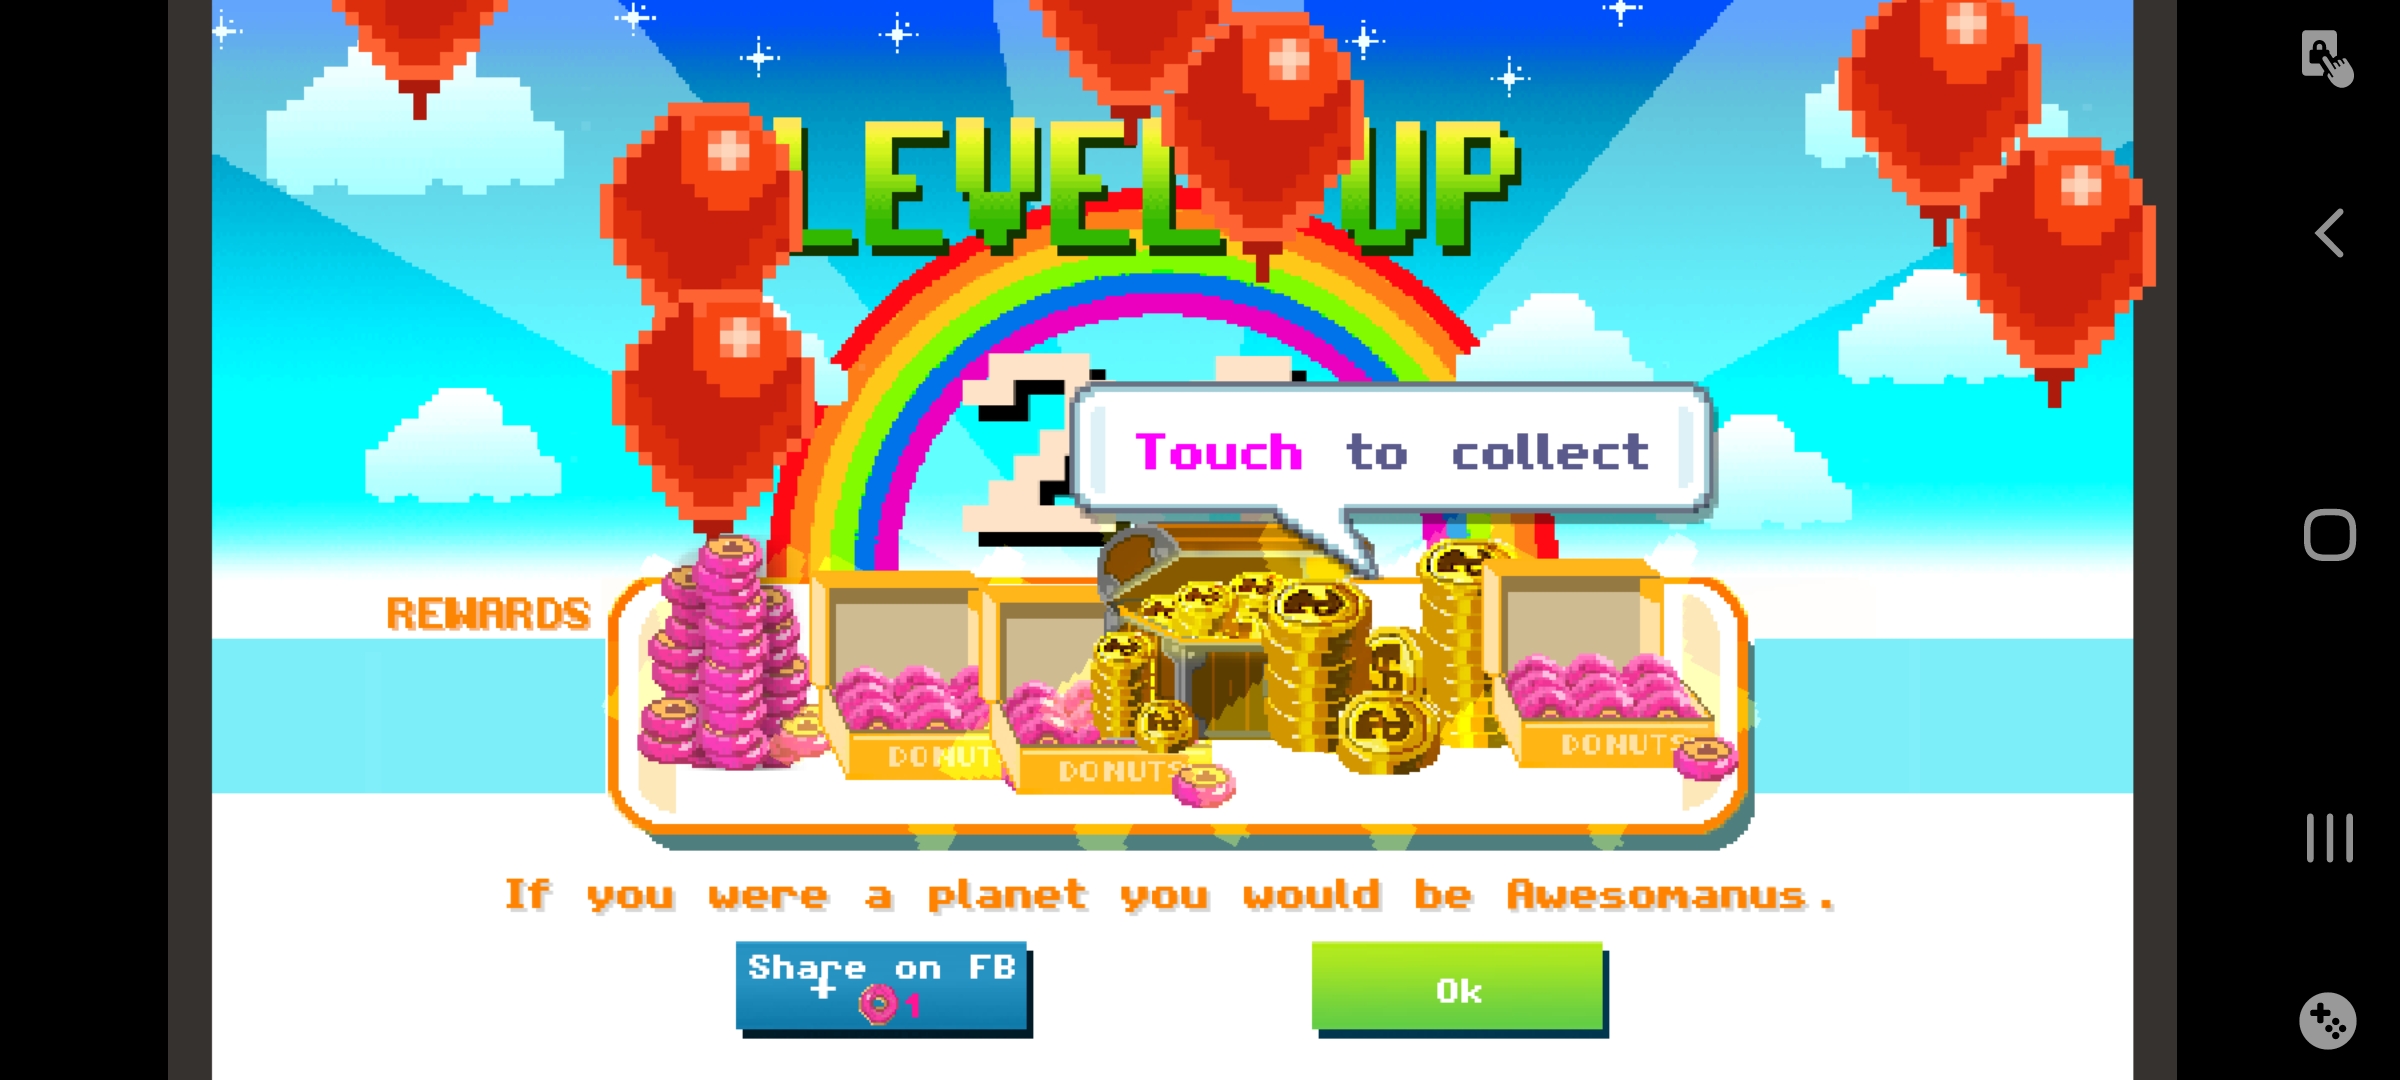 LEVEL UP
Touch to collect
REWARDS
DONUT
DONUTS
DONUTS
If you were a planet you would be Awesomanus.
Share on FB
+ 1
Ok